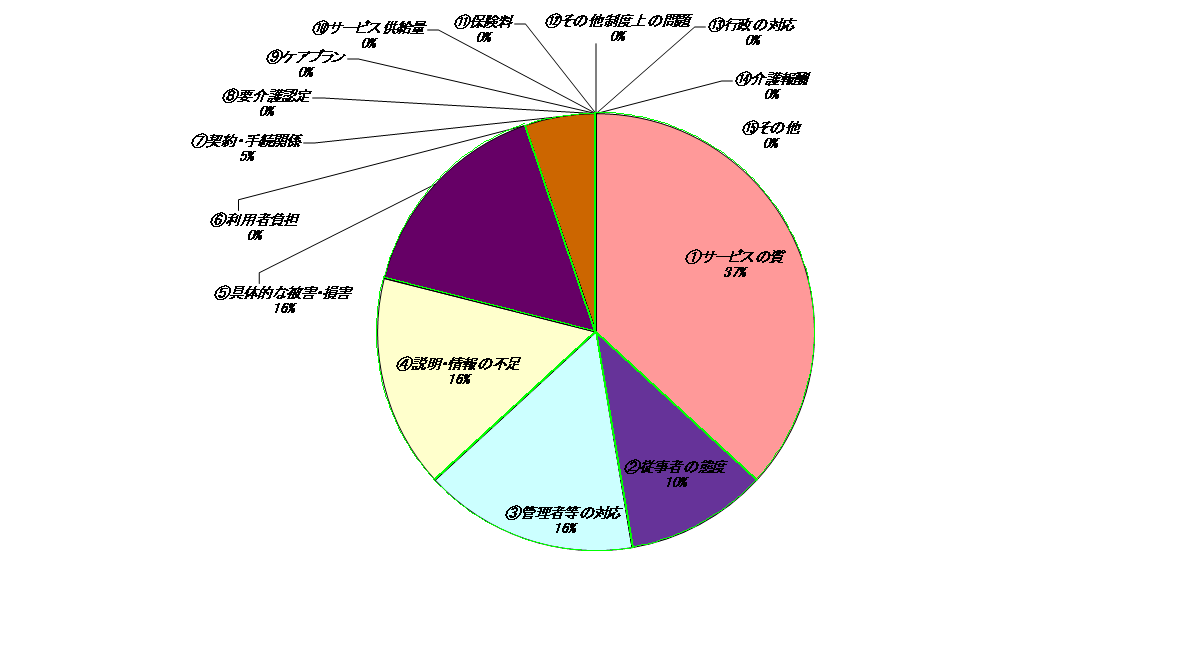 ⑪保険料
0%
⑫その他制度上の問題
0%
⑬行政の対応
0%
⑩サービス供給量
0%
⑨ケアプラン
0%
⑭介護報酬
0%
⑧要介護認定
0%
⑮その他
0%
⑦契約・手続関係
5%
⑥利用者負担
0%
①サービスの質
37%
⑤具体的な被害・損害
16%
④説明・情報の不足
16%
②従事者の態度
10%
③管理者等の対応
16%